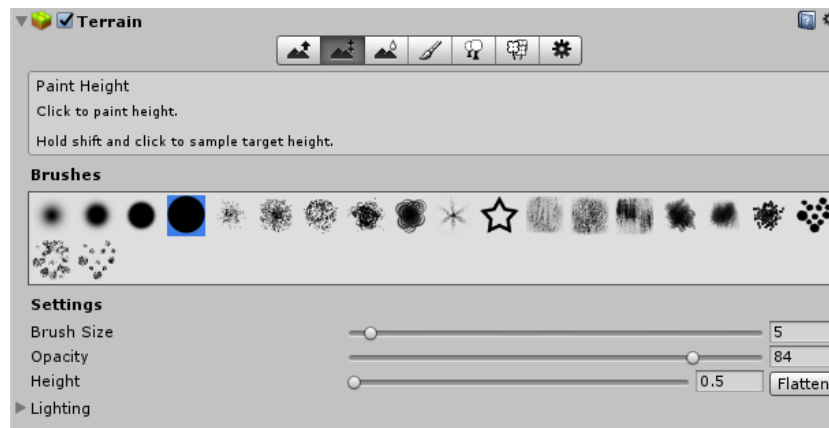 Terrain
Paint Height
Click to paint height.
Hold shift and click to sample target height.
Brushes
Settings
Brush Size 5
Opacity 84
Height 0.5 Flatten
Lighting